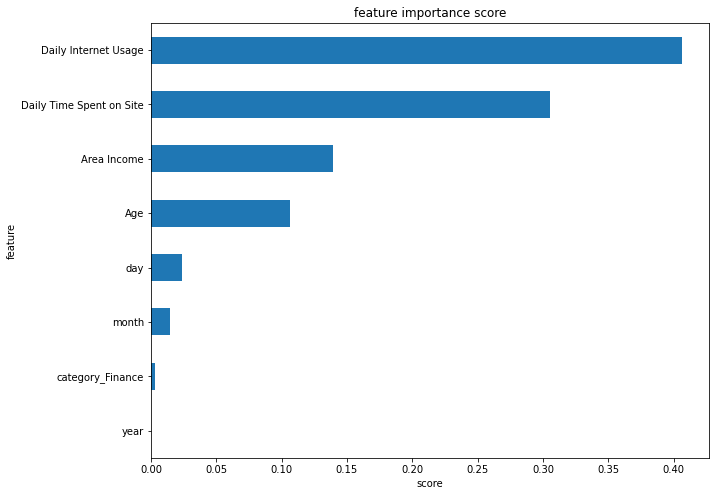 feature importance score
Daily Internet Usage
Daily Time Spent on Site
Area Income
Age
day
month
category_Finance
year
feature
0.00 0.05 0.10 0.15 0.20 0.25 0.30 0.35 0.40
score